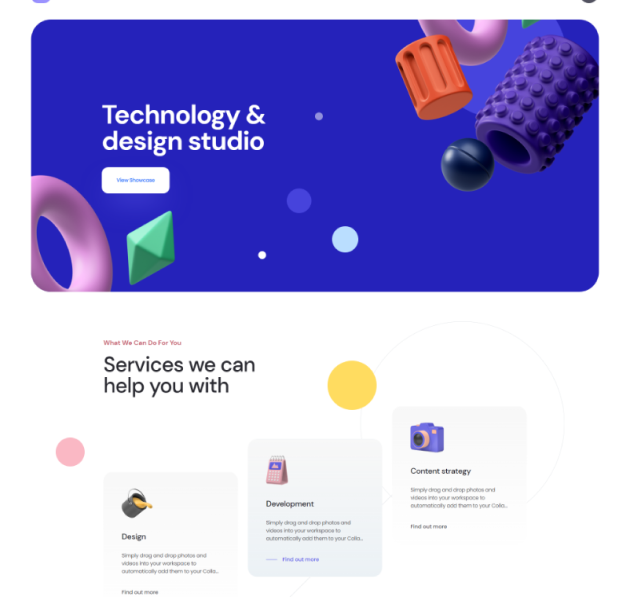 Technology &
design studio
View Showcase
What We Can Do For You
Services we can
help you with
Content strategy
Simply drag and drop photos and
videos into your workspace to
automatically add them to your Colla...
Find out more
Development
Simply drag and drop photos and
videos into your workspace to
automatically add them to your Colla...
Find out more
Design
Simply drag and drop photos and
videos into your workspace to
automatically add them to your Colla...
Find out more